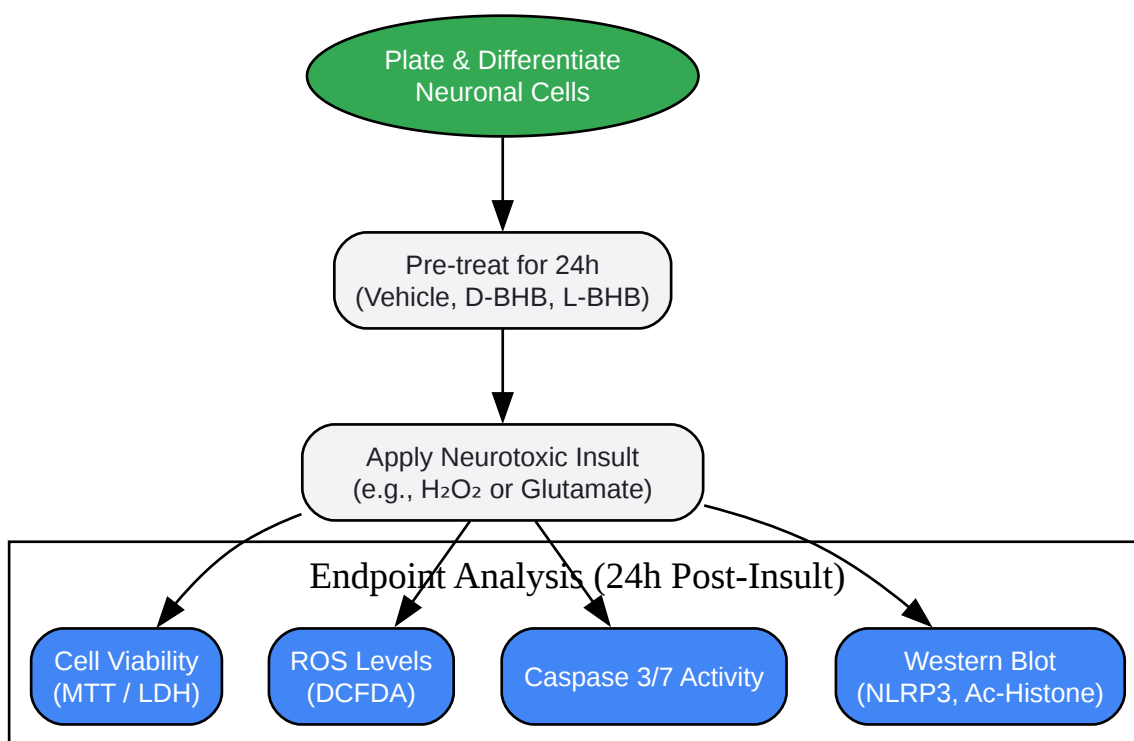 Plate & Differentiate
Neuronal Cells
Pre-treat for 24h
(Vehicle, D-BHB, L-BHB)
Apply Neurotoxic Insult
(e.g., H₂O₂ or Glutamate)
Endpoint Analysis (24h Post-Insult)
Cell Viability
(MTT / LDH)
ROS Levels
(DCFDA)
Caspase 3/7 Activity
Western Blot
(NLRP3, Ac-Histone)